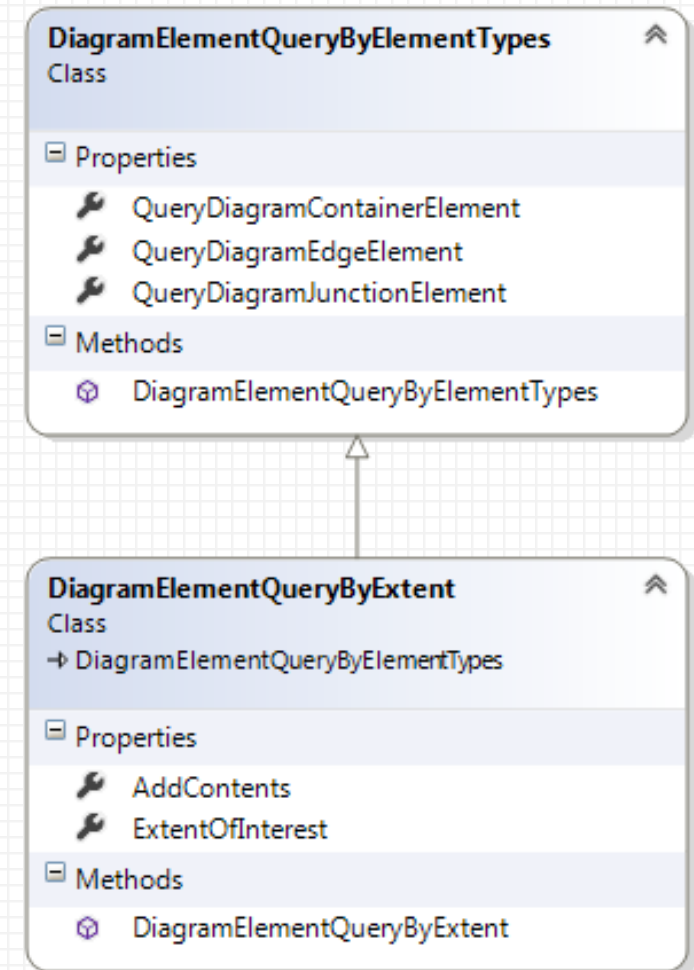 DiagramElementQueryByElementTypes
Class
Properties
QueryDiagramContainerElement
QueryDiagramEdgeElement
QueryDiagramJunctionElement
Methods
DiagramElementQueryByElementTypes
DiagramElementQueryByExtent
Class
DiagramElementQueryByElementTypes
Properties
AddContents
ExtentOfInterest
Methods
DiagramElementQueryByExtent